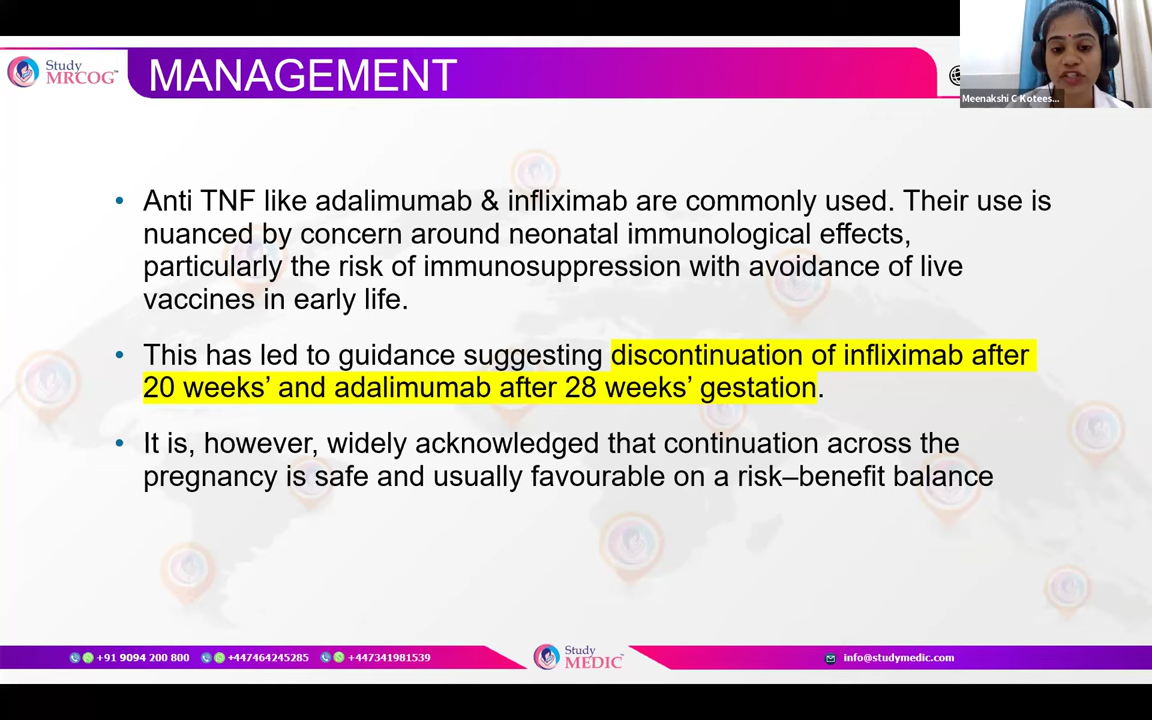 Study
MRCOG™
MANAGEMENT
Meenakshi C Kotees...
• Anti TNF like adalimumab & infliximab are commonly used. Their use is
nuanced by concern around neonatal immunological effects,
particularly the risk of immunosuppression with avoidance of live
vaccines in early life.
• This has led to guidance suggesting discontinuation of infliximab after
20 weeks’ and adalimumab after 28 weeks’ gestation.
• It is, however, widely acknowledged that continuation across the
pregnancy is safe and usually favourable on a risk–benefit balance
+91 9094 200 800 +447464245285 +447341981539
Study
MEDIC™
info@studymedic.com